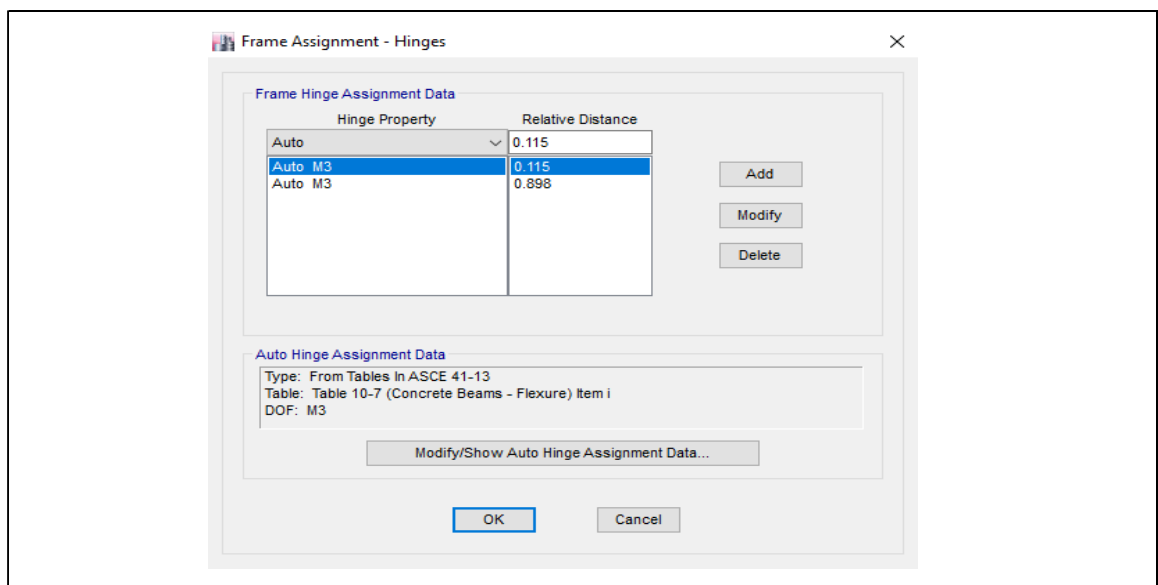 Frame Assignment - Hinges
Frame Hinge Assignment Data
Hinge Property Relative Distance
Auto 0.115
Auto M3 0.115
Auto M3 0.898
Add
Modify
Delete
Auto Hinge Assignment Data
Type: From Tables In ASCE 41-13
Table: Table 10-7 (Concrete Beams - Flexure) Item i
DOF: M3
Modify/Show Auto Hinge Assignment Data...
OK Cancel